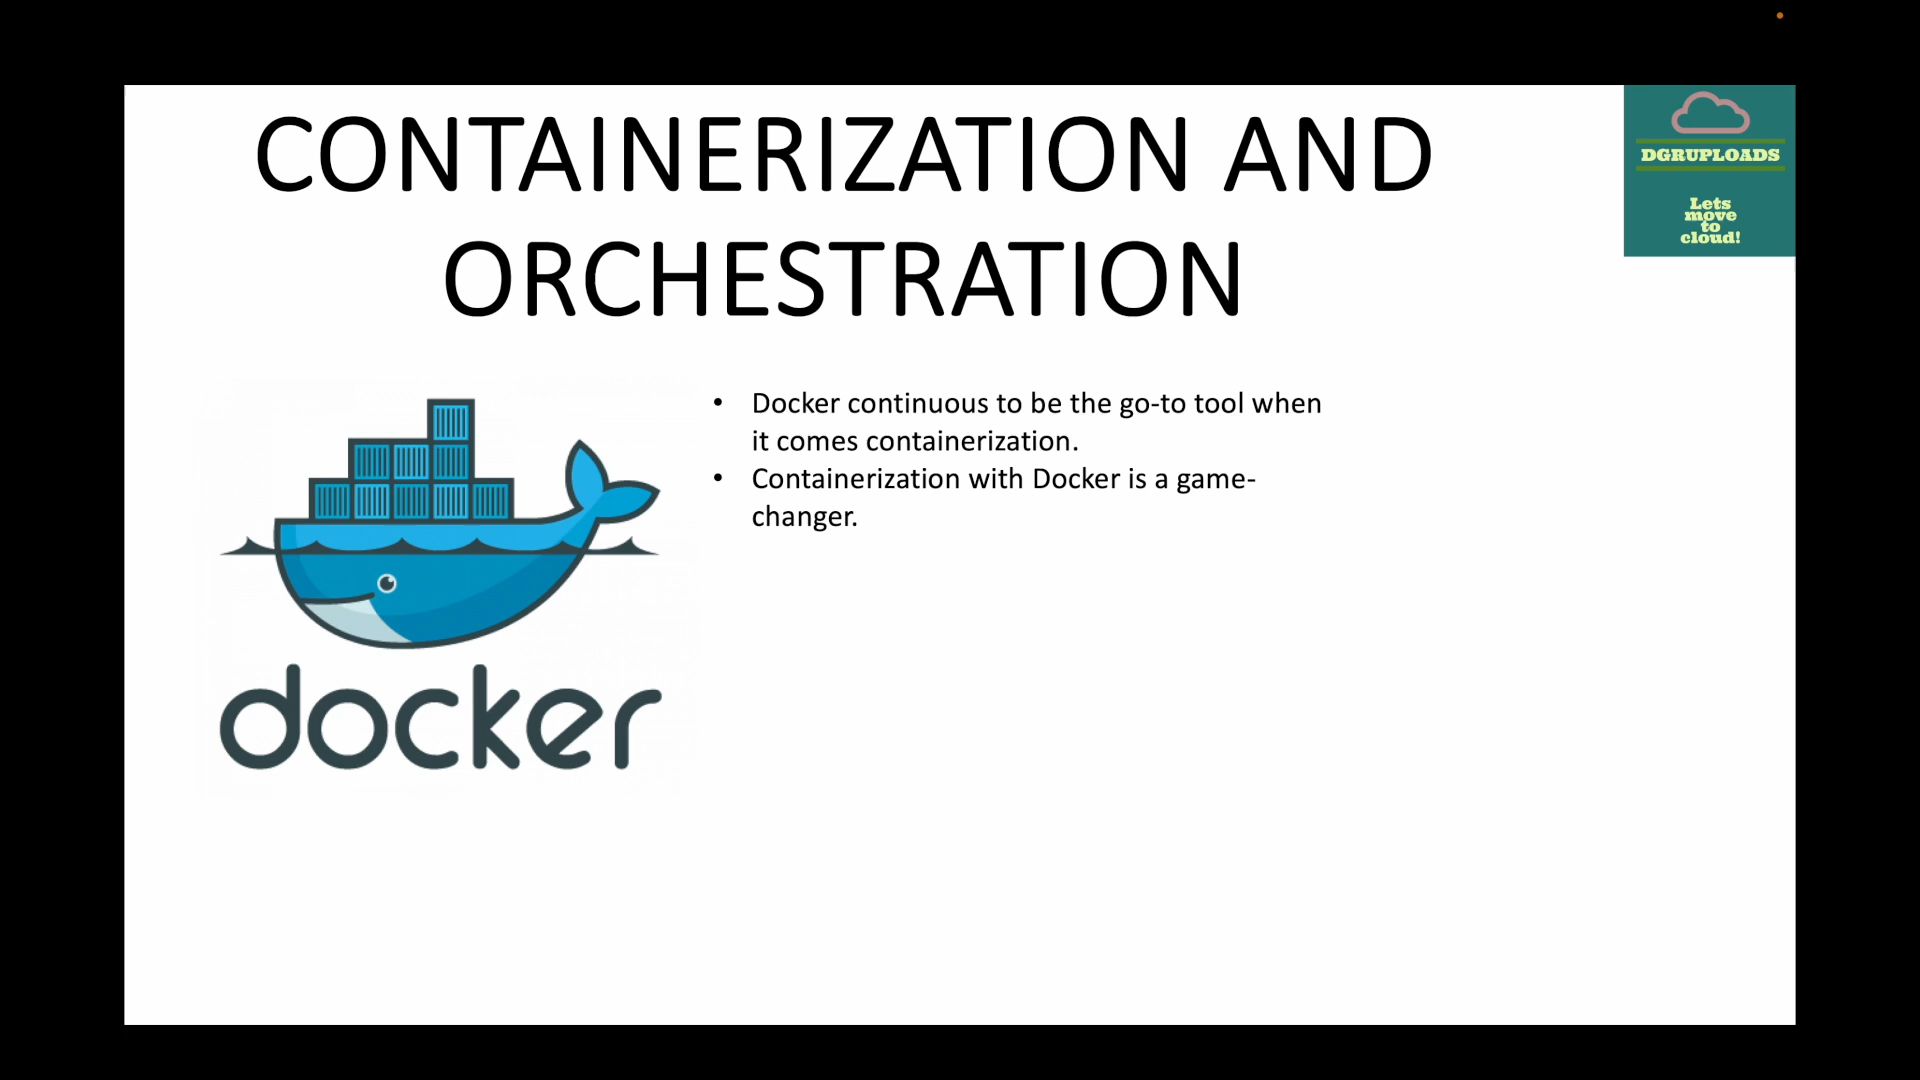 CONTAINERIZATION AND
ORCHESTRATION
DGRUPLOADS
Lets
move
to
cloud!
• Docker continuous to be the go-to tool when
it comes containerization.
• Containerization with Docker is a game-
changer.
docker